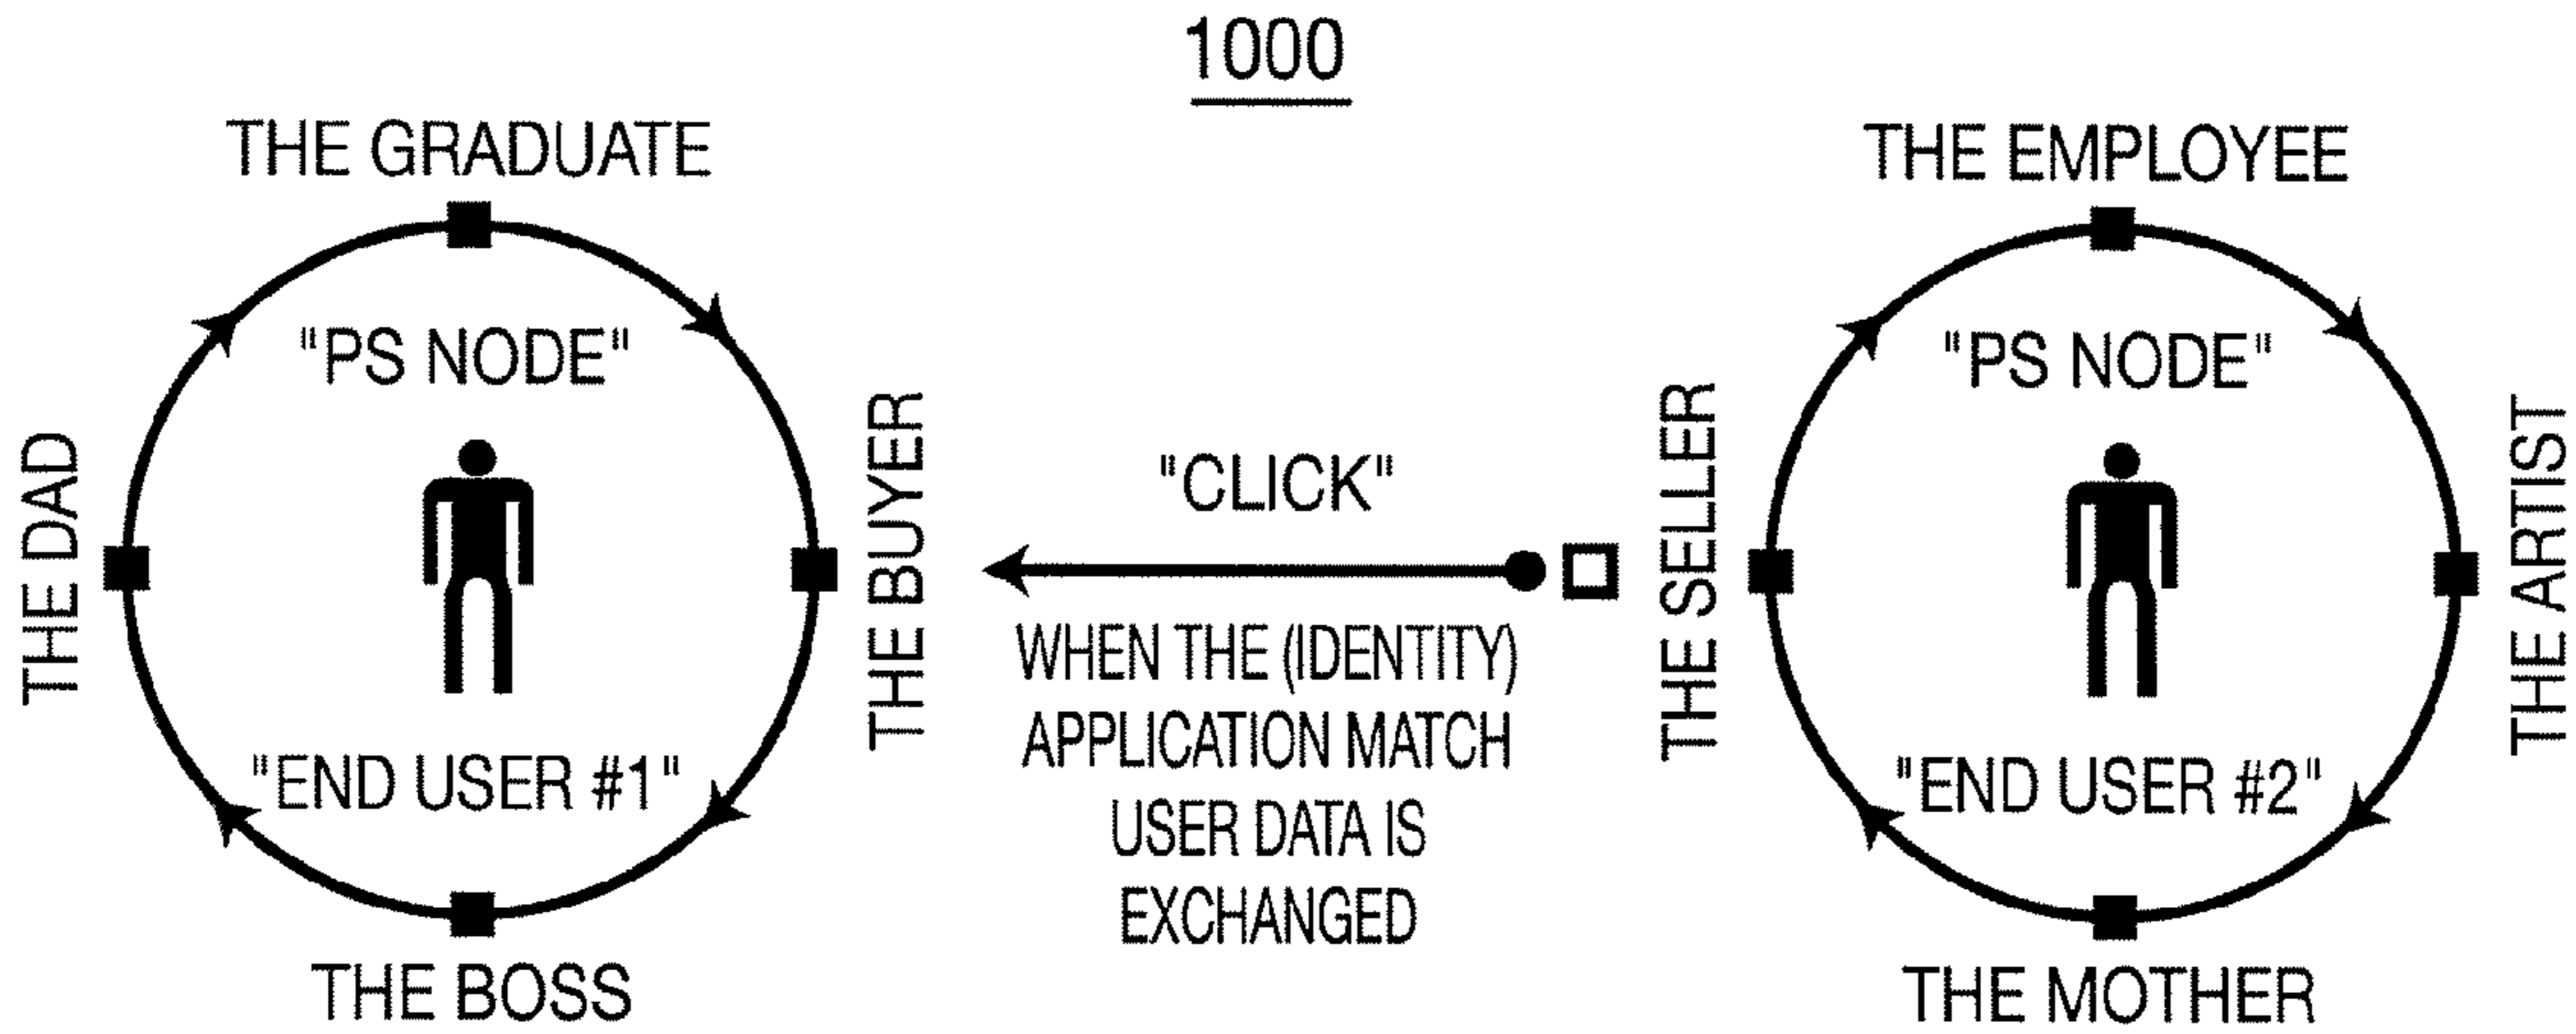 1000
THE GRADUATE
"PS NODE"
THE DAD
THE BUYER
"END USER #1"
THE BOSS
"CLICK"
WHEN THE (IDENTITY)
APPLICATION MATCH
USER DATA IS
EXCHANGED
THE EMPLOYEE
"PS NODE"
THE SELLER
THE ARTIST
"END USER #2"
THE MOTHER